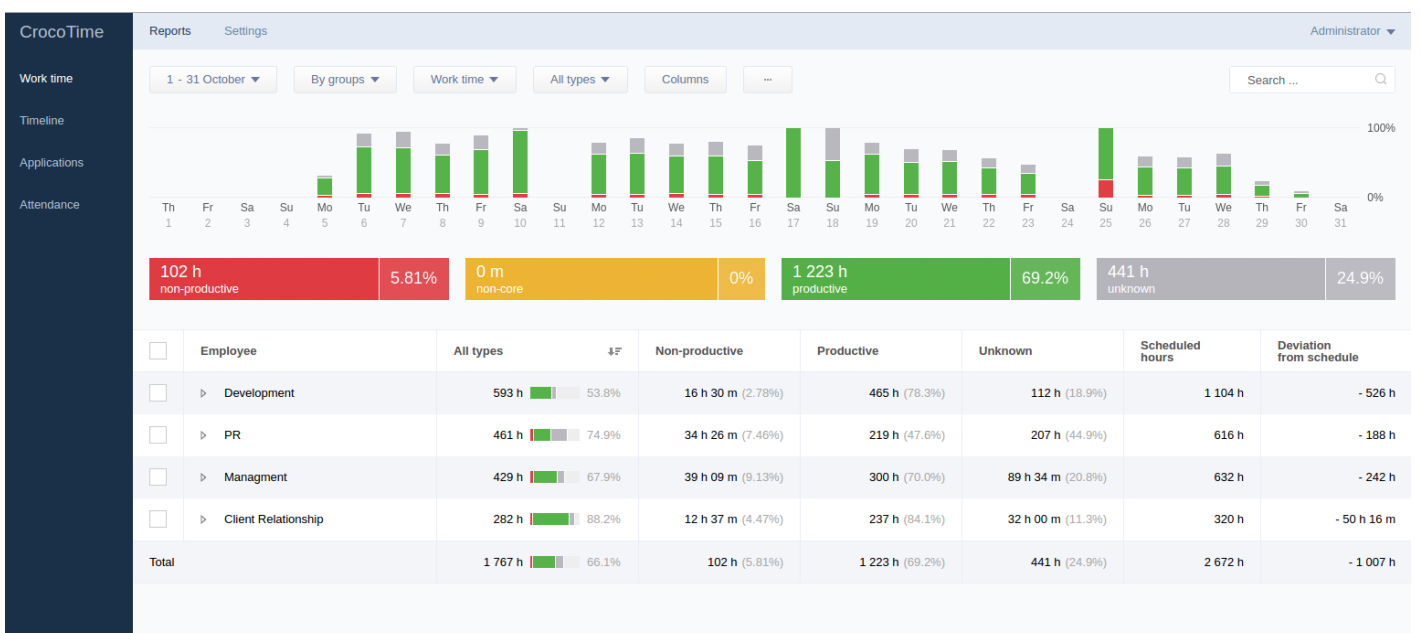 CrocoTime
Reports Settings Administrator
Work time
Timeline
Applications
Attendance
1 - 31 October By groups Work time All types Columns ... Search ...
100%
0%
Th Fr Sa Su Mo Tu We Th Fr Sa Su Mo Tu We Th Fr Sa Su Mo Tu We Th Fr Sa Su Mo Tu We Th Fr Sa
1 2 3 4 5 6 7 8 9 10 11 12 13 14 15 16 17 18 19 20 21 22 23 24 25 26 27 28 29 30 31
102 h 5.81% 0 m 0% 1 223 h 69.2% 441 h 24.9%
non-productive non-core productive unknown
Employee All types Non-productive Productive Unknown Scheduled hours Deviation from schedule
Development 593 h 53.8% 16 h 30 m (2.78%) 465 h (78.3%) 112 h (18.9%) 1 104 h - 526 h
PR 461 h 74.9% 34 h 26 m (7.46%) 219 h (47.6%) 207 h (44.9%) 616 h - 188 h
Managment 429 h 67.9% 39 h 09 m (9.13%) 300 h (70.0%) 89 h 34 m (20.8%) 632 h - 242 h
Client Relationship 282 h 88.2% 12 h 37 m (4.47%) 237 h (84.1%) 32 h 00 m (11.3%) 320 h - 50 h 16 m
Total 1 767 h 66.1% 102 h (5.81%) 1 223 h (69.2%) 441 h (24.9%) 2 672 h - 1 007 h